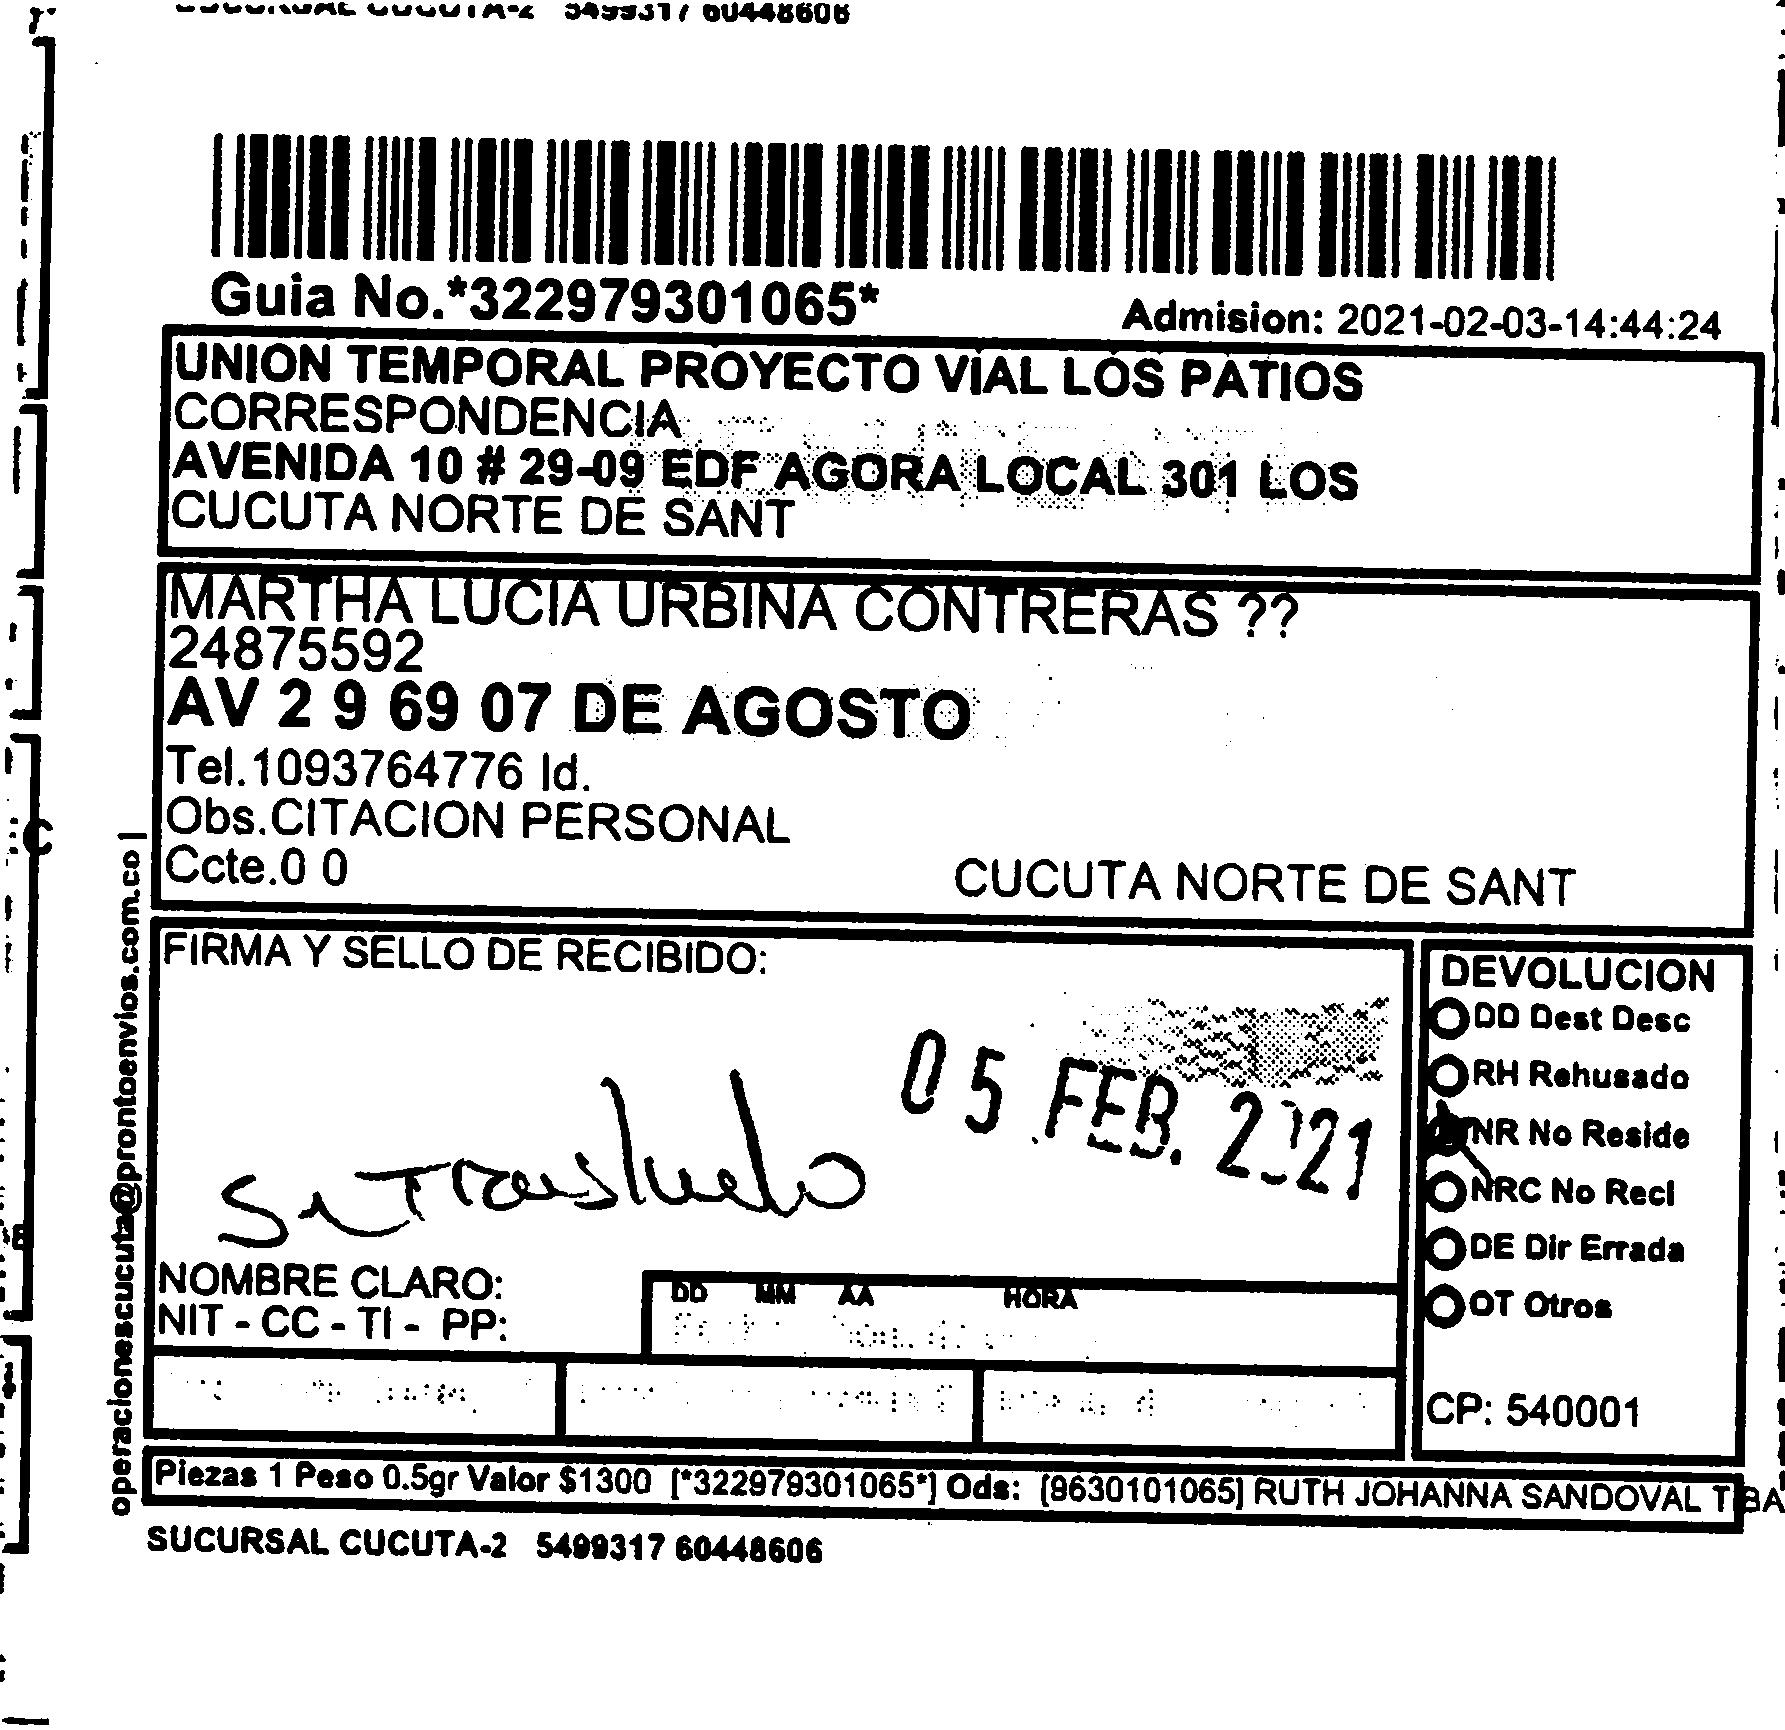 SUCURSAL CUCUTA-2 5499317 60448606
Guia No.*322979301065*
Admision: 2021-02-03-14:44:24
UNION TEMPORAL PROYECTO VIAL LOS PATIOS
CORRESPONDENCIA
AVENIDA 10 # 29-09 EDF AGORA LOCAL 301 LOS
CUCUTA NORTE DE SANT
MARTHA LUCIA URBINA CONTRERAS ??
24875592
AV 2 9 69 07 DE AGOSTO
Tel.1093764776 Id.
Obs.CITACION PERSONAL
Ccte.0 0
CUCUTA NORTE DE SANT
operacionescucuta@prontoenvios.com.co |
FIRMA Y SELLO DE RECIBIDO:
05 FEB. 2021
Se Trasludo
NOMBRE CLARO:
NIT - CC - TI - PP:
DD MM AA HORA
DEVOLUCION
DD Dest Desc
RH Rehusado
NR No Reside
NRC No Recl
DE Dir Errada
OT Otros
CP: 540001
Piezas 1 Peso 0.5gr Valor $1300 [*322979301065*] Ods: [9630101065] RUTH JOHANNA SANDOVAL TIBA
SUCURSAL CUCUTA-2 5499317 60448606